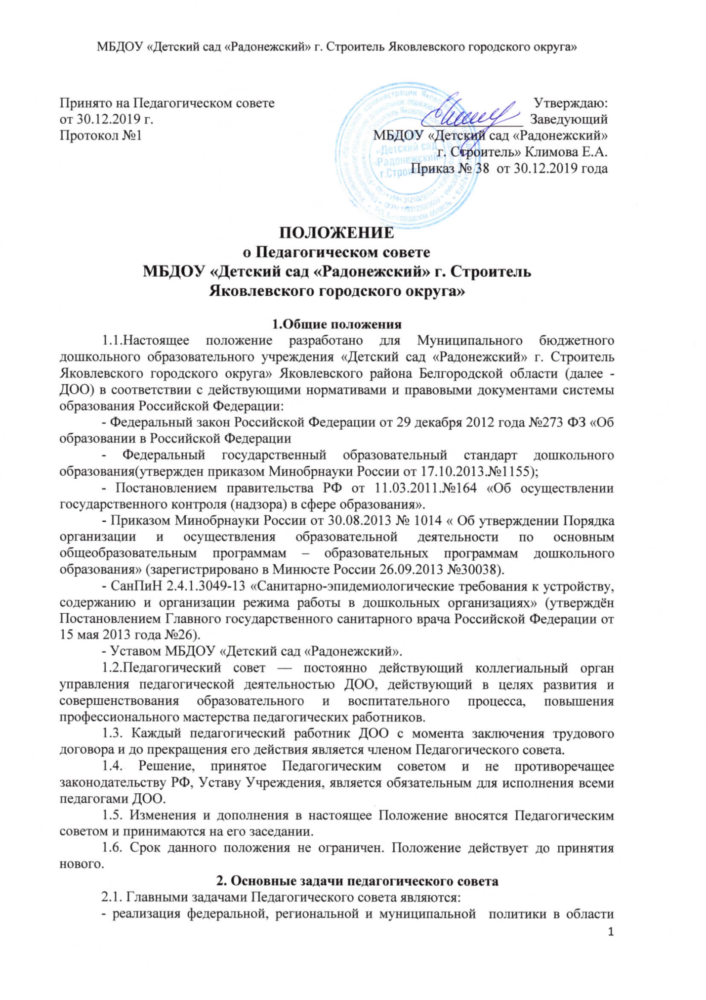 МБДОУ «Детский сад «Радонежский» г. Строитель Яковлевского городского округа»
Принято на Педагогическом совете
от 30.12.2019 г.
Протокол №1
Утверждаю:
Заведующий
МБДОУ «Детский сад «Радонежский»
г. Строитель» Климова Е.А.
Приказ № 38 от 30.12.2019 года
«Детский сад
«Радонежский»
г.Строитель
ПОЛОЖЕНИЕ
о Педагогическом совете
МБДОУ «Детский сад «Радонежский» г. Строитель
Яковлевского городского округа»
1.Общие положения
1.1.Настоящее положение разработано для Муниципального бюджетного
дошкольного образовательного учреждения «Детский сад «Радонежский» г. Строитель
Яковлевского городского округа» Яковлевского района Белгородской области (далее -
ДОО) в соответствии с действующими нормативами и правовыми документами системы
образования Российской Федерации:
- Федеральный закон Российской Федерации от 29 декабря 2012 года №273 ФЗ «Об
образовании в Российской Федерации
- Федеральный государственный образовательный стандарт дошкольного
образования(утвержден приказом Минобрнауки России от 17.10.2013.№1155);
- Постановлением правительства РФ от 11.03.2011.№164 «Об осуществлении
государственного контроля (надзора) в сфере образования».
- Приказом Минобрнауки России от 30.08.2013 № 1014 « Об утверждении Порядка
организации и осуществления образовательной деятельности по основным
общеобразовательным программам – образовательных программам дошкольного
образования» (зарегистрировано в Минюсте России 26.09.2013 №30038).
- СанПиН 2.4.1.3049-13 «Санитарно-эпидемиологические требования к устройству,
содержанию и организации режима работы в дошкольных организациях» (утверждён
Постановлением Главного государственного санитарного врача Российской Федерации от
15 мая 2013 года №26).
- Уставом МБДОУ «Детский сад «Радонежский».
1.2.Педагогический совет — постоянно действующий коллегиальный орган
управления педагогической деятельностью ДОО, действующий в целях развития и
совершенствования образовательного и воспитательного процесса, повышения
профессионального мастерства педагогических работников.
1.3. Каждый педагогический работник ДОО с момента заключения трудового
договора и до прекращения его действия является членом Педагогического совета.
1.4. Решение, принятое Педагогическим советом и не противоречащее
законодательству РФ, Уставу Учреждения, является обязательным для исполнения всеми
педагогами ДОО.
1.5. Изменения и дополнения в настоящее Положение вносятся Педагогическим
советом и принимаются на его заседании.
1.6. Срок данного положения не ограничен. Положение действует до принятия
нового.
2. Основные задачи педагогического совета
2.1. Главными задачами Педагогического совета являются:
- реализация федеральной, региональной и муниципальной политики в области
1